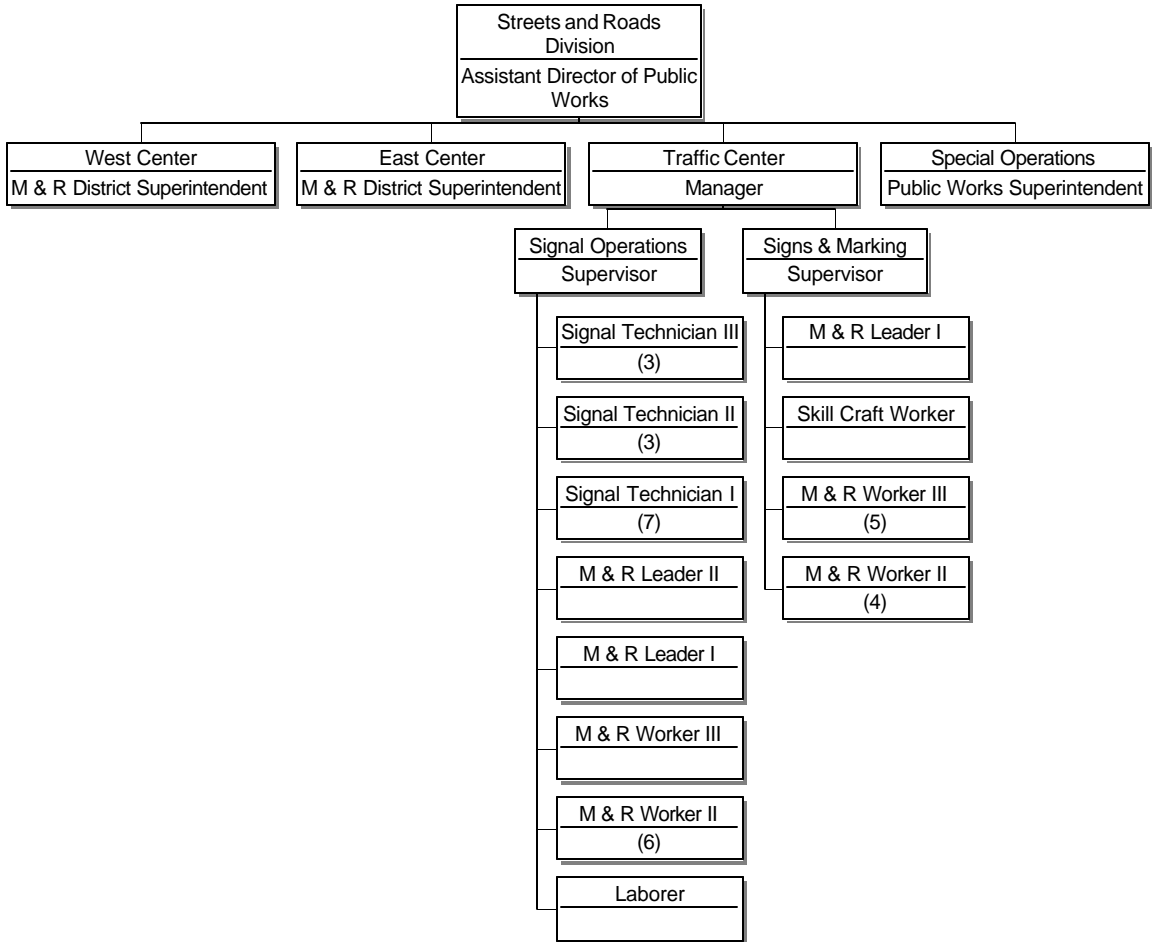 Streets and Roads
Division
Assistant Director of Public
Works
West Center
M & R District Superintendent
East Center
M & R District Superintendent
Traffic Center
Manager
Special Operations
Public Works Superintendent
Signal Operations
Supervisor
Signal Technician III
(3)
Signal Technician II
(3)
Signal Technician I
(7)
M & R Leader II
M & R Leader I
M & R Worker III
M & R Worker II
(6)
Laborer
Signs & Marking
Supervisor
M & R Leader I
Skill Craft Worker
M & R Worker III
(5)
M & R Worker II
(4)